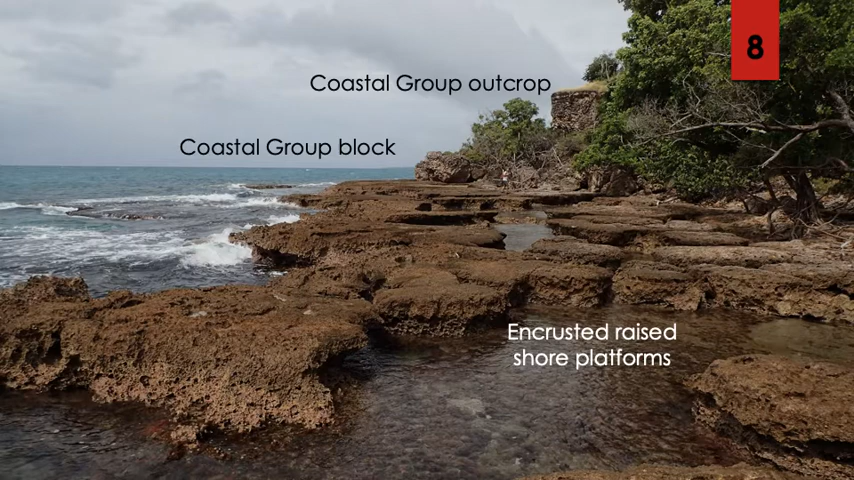 8
Coastal Group outcrop
Coastal Group block
Encrusted raised
shore platforms